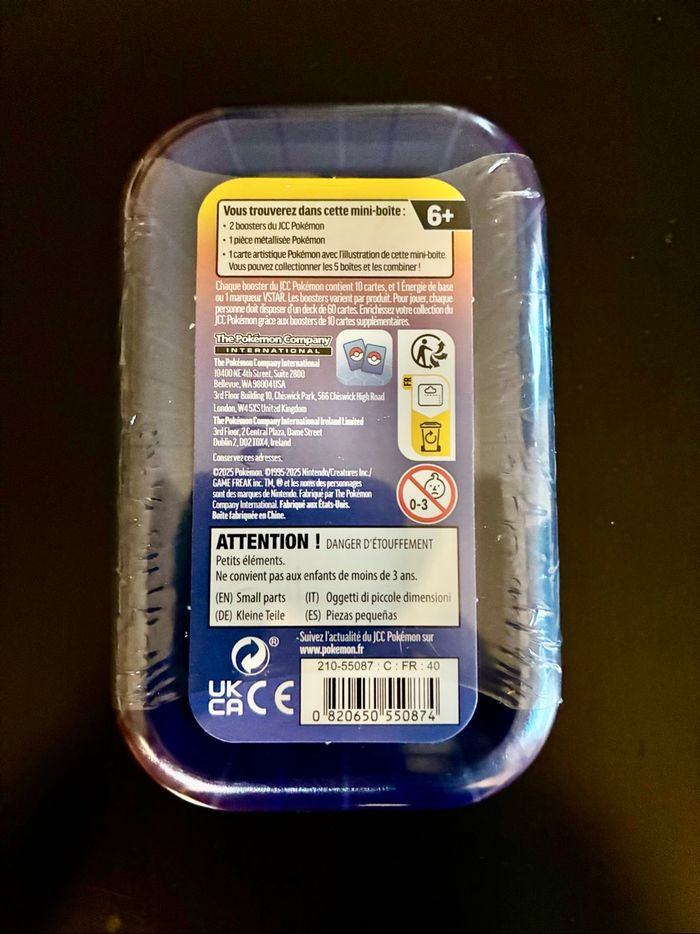 Vous trouverez dans cette mini-boîte :
6+
• 2 boosters du JCC Pokémon
• 1 pièce métallisée Pokémon
• 1 carte artistique Pokémon avec l'illustration de cette mini-boîte.
Vous pouvez collectionner les 5 boîtes et les combiner !
Chaque booster du JCC Pokémon contient 10 cartes, et 1 Énergie de base
ou 1 marqueur VSTAR. Les boosters varient par produit. Pour jouer, chaque
personne doit disposer d'un deck de 60 cartes. Enrichissez votre collection du
JCC Pokémon grâce aux boosters de 10 cartes supplémentaires.
The Pokémon Company
INTERNATIONAL
The Pokémon Company International
10400 NE 4th Street, Suite 2800
Bellevue, WA 98004 USA
3rd Floor Building 10, Chiswick Park, 566 Chiswick High Road
London, W4 5XS United Kingdom
The Pokémon Company International Ireland Limited
3rd Floor, 2 Central Plaza, Dame Street
Dublin 2, D02 T0X4, Ireland
Conservez ces adresses.
FR
©2025 Pokémon. ©1995-2025 Nintendo/Creatures Inc./
GAME FREAK inc. TM, ® et les noms des personnages
sont des marques de Nintendo. Fabriqué par The Pokémon
Company International. Fabriqué aux États-Unis.
Boîte fabriquée en Chine.
0-3
ATTENTION ! DANGER D'ÉTOUFFEMENT
Petits éléments.
Ne convient pas aux enfants de moins de 3 ans.
(EN) Small parts (IT) Oggetti di piccole dimensioni
(DE) Kleine Teile (ES) Piezas pequeñas
- Suivez l'actualité du JCC Pokémon sur
www.pokemon.fr
®
UK
CA CE
210-55087 : C : FR : 40
0 820650 550874